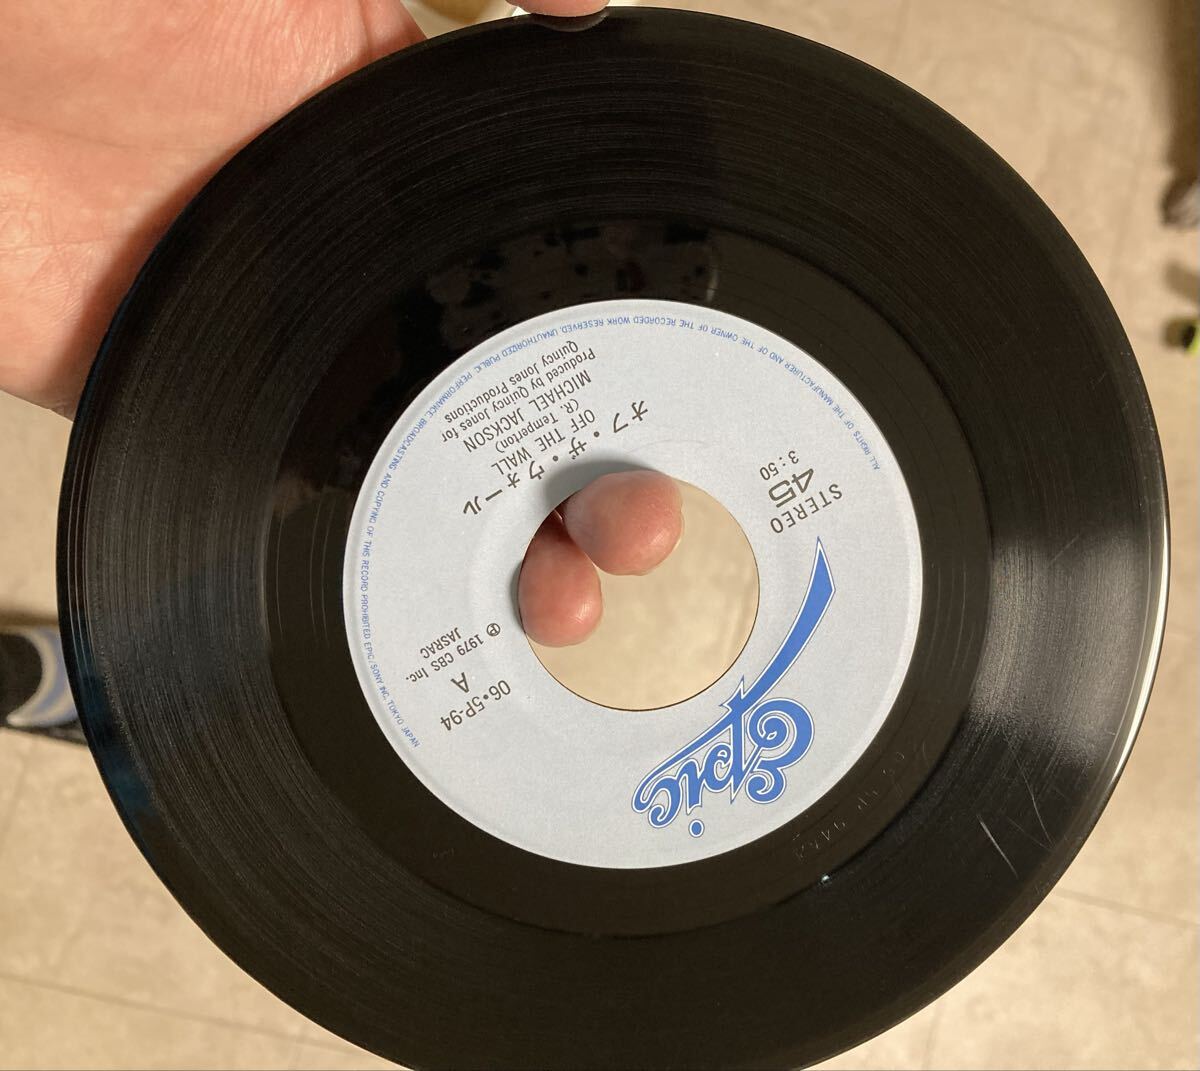 Epic
STEREO
45
3:50
06・5P-94
A
℗ 1979 CBS Inc.
JASRAC
オフ・ザ・ウォール
OFF THE WALL
(R. Temperton)
MICHAEL JACKSON
Produced by Quincy Jones for
Quincy Jones Productions
ALL RIGHTS OF THE MANUFACTURER AND OF THE OWNER OF THE RECORDED WORK RESERVED. UNAUTHORIZED PUBLIC PERFORMANCE, BROADCASTING AND COPYING OF THIS RECORD PROHIBITED EPIC/SONY INC. TOKYO JAPAN